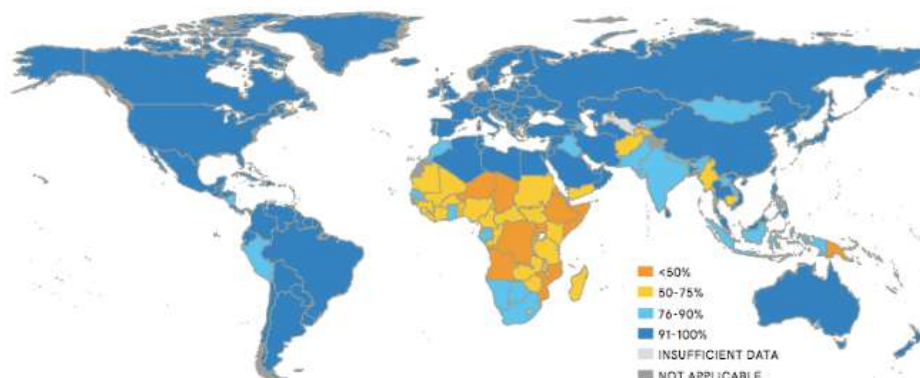 <50%
50-75%
76-90%
91-100%
INSUFFICIENT DATA
NOT APPLICABLE